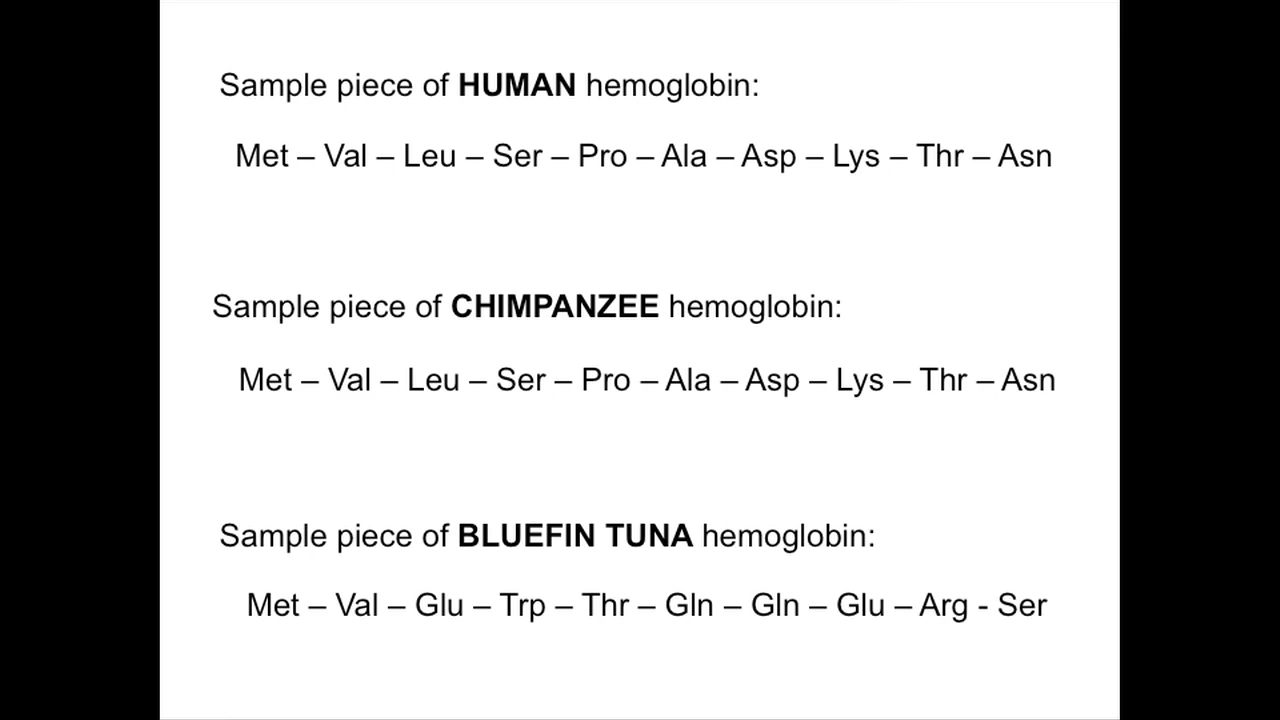 Sample piece of HUMAN hemoglobin:
Met – Val – Leu – Ser – Pro – Ala – Asp – Lys – Thr – Asn
Sample piece of CHIMPANZEE hemoglobin:
Met – Val – Leu – Ser – Pro – Ala – Asp – Lys – Thr – Asn
Sample piece of BLUEFIN TUNA hemoglobin:
Met – Val – Glu – Trp – Thr – Gln – Gln – Glu – Arg - Ser